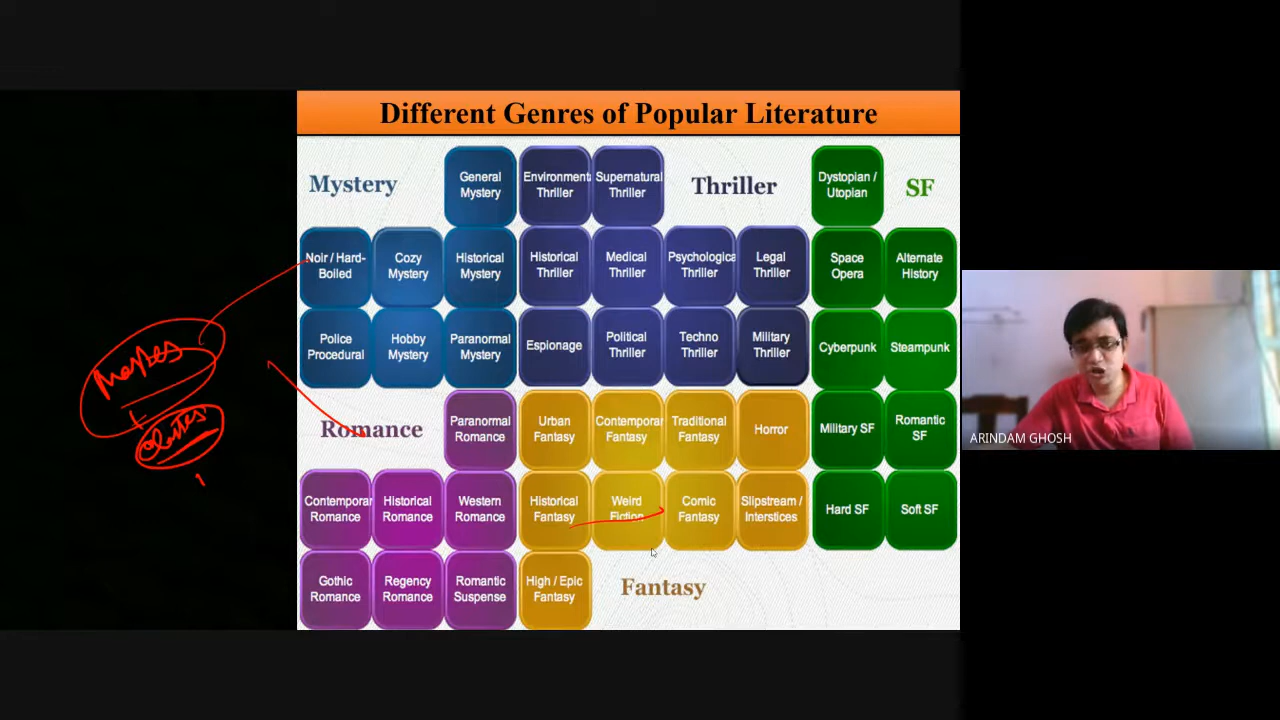 Different Genres of Popular Literature
Mystery
General
Mystery
Environment
Thriller
Supernatural
Thriller
Thriller
Dystopian /
Utopian
SF
Noir / Hard-
Boiled
Cozy
Mystery
Historical
Mystery
Historical
Thriller
Medical
Thriller
Psychologica
Thriller
Legal
Thriller
Space
Opera
Alternate
History
Police
Procedural
Hobby
Mystery
Paranormal
Mystery
Espionage
Political
Thriller
Techno
Thriller
Military
Thriller
Cyberpunk
Steampunk
Romance
Paranormal
Romance
Urban
Fantasy
Contemporar
Fantasy
Traditional
Fantasy
Horror
Military SF
Romantic
SF
Contemporar
Romance
Historical
Romance
Western
Romance
Historical
Fantasy
Weird
Fiction
Comic
Fantasy
Slipstream /
Interstices
Hard SF
Soft SF
Gothic
Romance
Regency
Romance
Romantic
Suspense
High / Epic
Fantasy
Fantasy
ARINDAM GHOSH